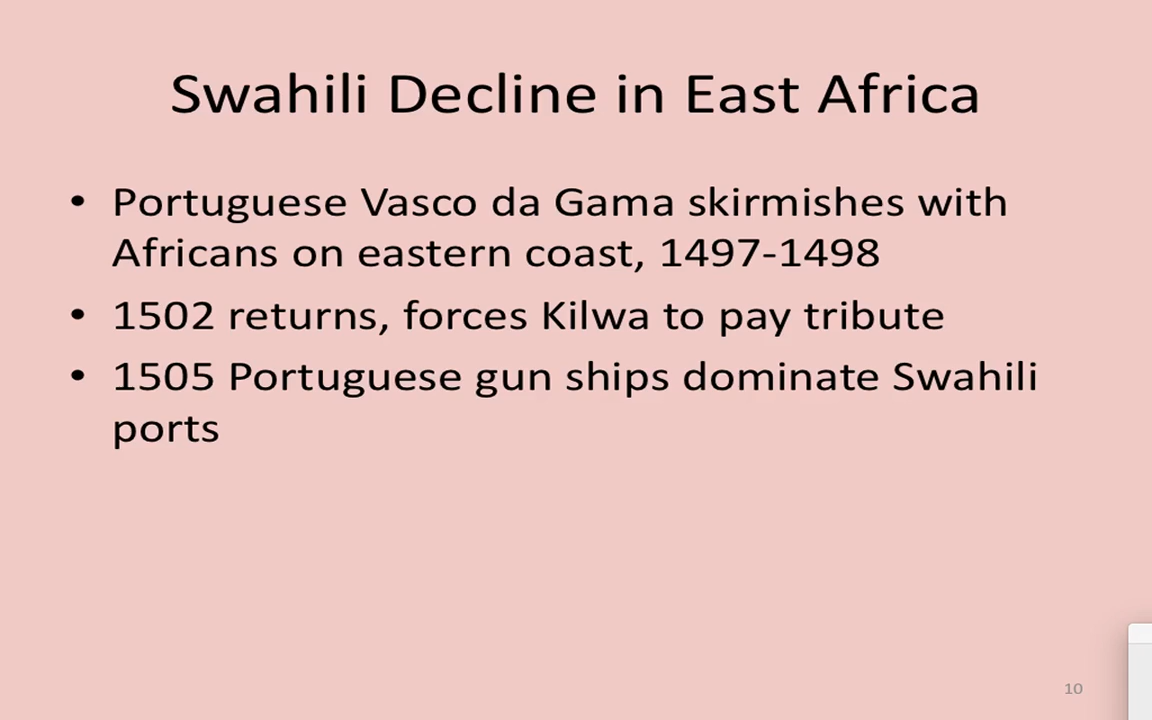 Swahili Decline in East Africa
• Portuguese Vasco da Gama skirmishes with
Africans on eastern coast, 1497-1498
• 1502 returns, forces Kilwa to pay tribute
• 1505 Portuguese gun ships dominate Swahili
ports
10